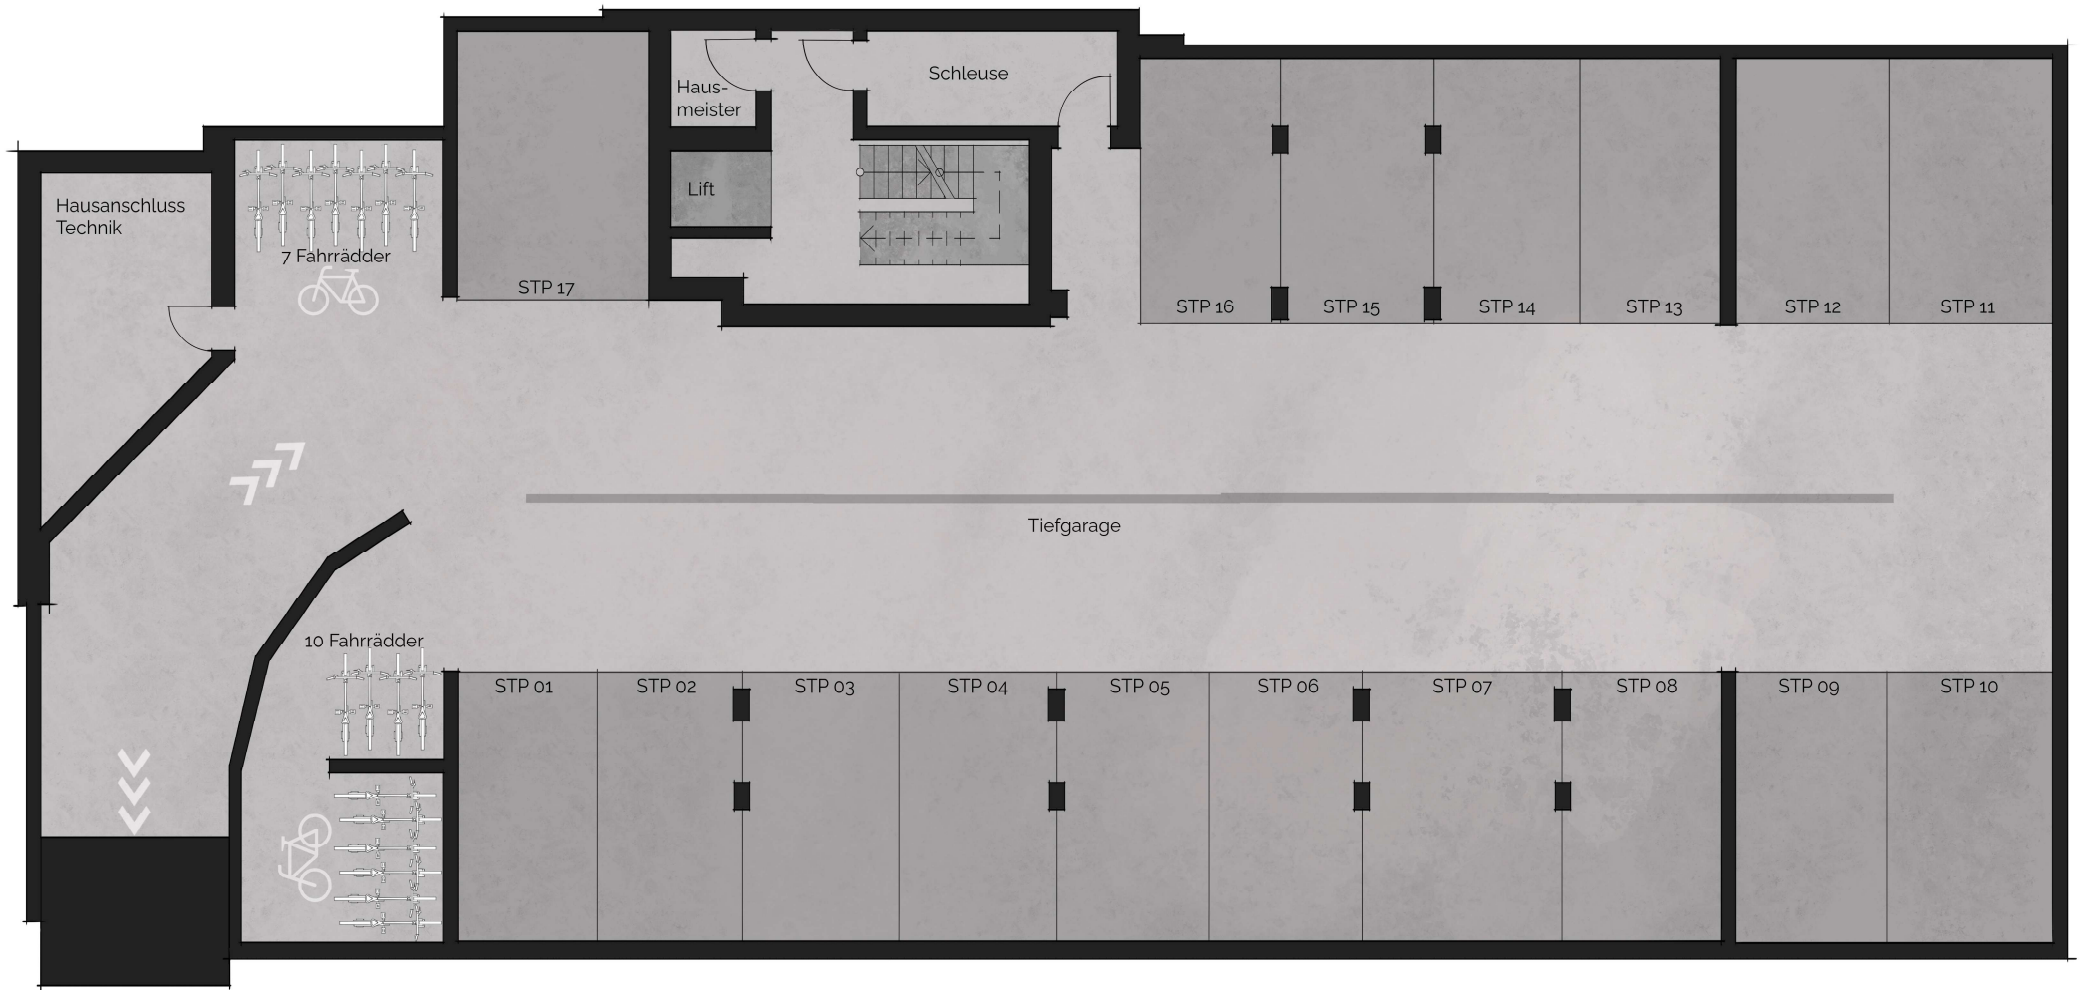 Haus-
meister
Schleuse
Lift
Hausanschluss
Technik
7 Fahrrädder
STP 17
STP 16
STP 15
STP 14
STP 13
STP 12
STP 11
Tiefgarage
10 Fahrrädder
STP 01
STP 02
STP 03
STP 04
STP 05
STP 06
STP 07
STP 08
STP 09
STP 10